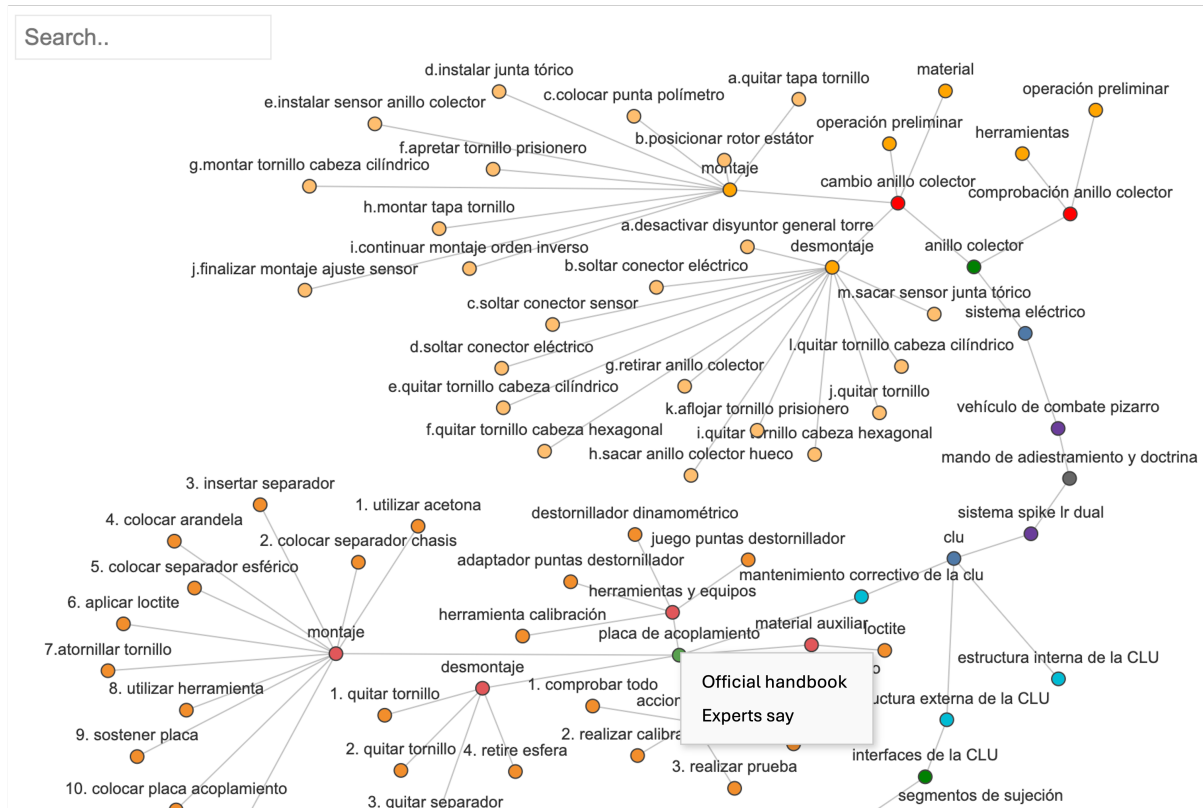 Search..
d.instalar junta tórico
material
a.quitar tapa tornillo
operación preliminar
c.colocar punta polímetro
e.instalar sensor anillo colector
operación preliminar
herramientas
b.posicionar rotor estátor
f.apretar tornillo prisionero
g.montar tornillo cabeza cilíndrico
montaje
cambio anillo colector
comprobación anillo colector
h.montar tapa tornillo
a.desactivar disyuntor general torre
i.continuar montaje orden inverso
desmontaje
anillo colector
j.finalizar montaje ajuste sensor
b.soltar conector eléctrico
m.sacar sensor junta tórico
c.soltar conector sensor
sistema eléctrico
d.soltar conector eléctrico
l.quitar tornillo cabeza cilíndrico
g.retirar anillo colector
e.quitar tornillo cabeza cilíndrico
j.quitar tornillo
k.aflojar tornillo prisionero
vehículo de combate pizarro
f.quitar tornillo cabeza hexagonal
i.quitar tornillo cabeza hexagonal
h.sacar anillo colector hueco
mando de adiestramiento y doctrina
3. insertar separador
1. utilizar acetona
4. colocar arandela
destornillador dinamométrico
sistema spike lr dual
2. colocar separador chasis
juego puntas destornillador
clu
5. colocar separador esférico
adaptador puntas destornillador
mantenimiento correctivo de la clu
6. aplicar loctite
herramientas y equipos
herramienta calibración
montaje
placa de acoplamiento
material auxiliar
loctite
7.atornillar tornillo
desmontaje
estructura interna de la CLU
8. utilizar herramienta
1. quitar tornillo
1. comprobar todo
accion
Official handbook
o
uctura externa de la CLU
Experts say
9. sostener placa
2. quitar tornillo
4. retire esfera
2. realizar calibra
interfaces de la CLU
3. realizar prueba
10. colocar placa acoplamiento
3. quitar separador
segmentos de sujeción